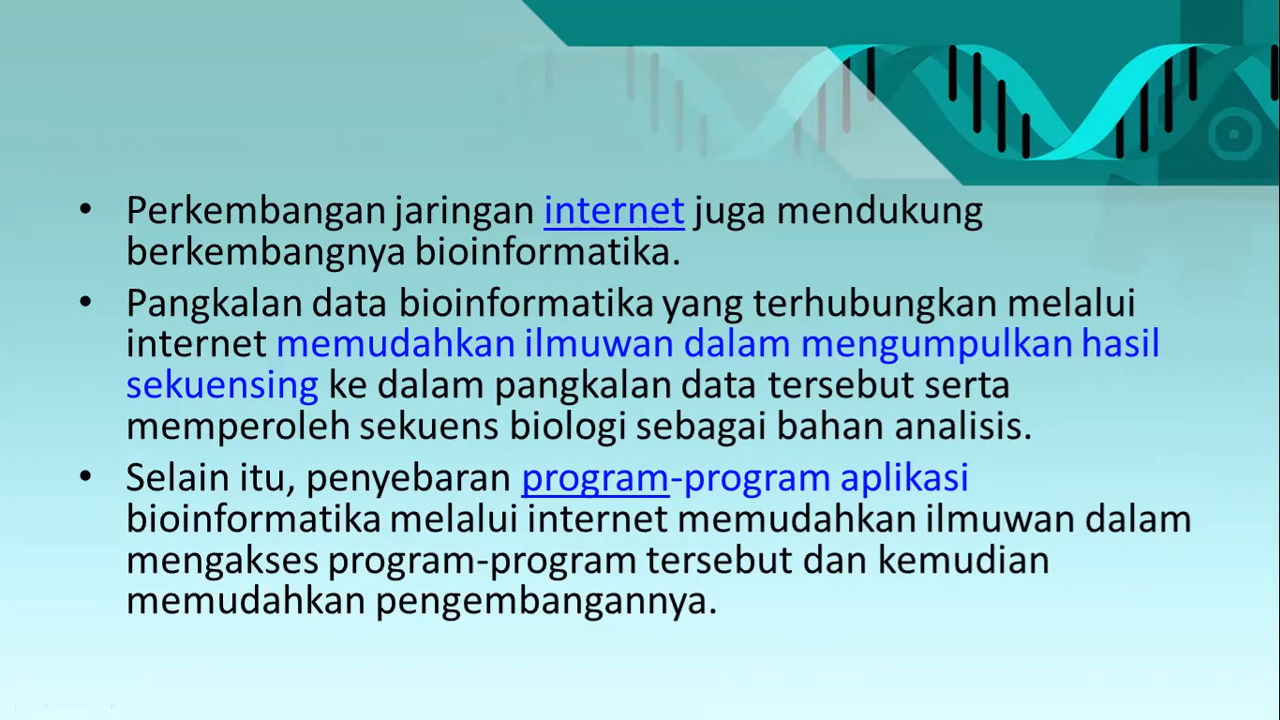 • Perkembangan jaringan internet juga mendukung
berkembangnya bioinformatika.
• Pangkalan data bioinformatika yang terhubungkan melalui
internet memudahkan ilmuwan dalam mengumpulkan hasil
sekuensing ke dalam pangkalan data tersebut serta
memperoleh sekuens biologi sebagai bahan analisis.
• Selain itu, penyebaran program-program aplikasi
bioinformatika melalui internet memudahkan ilmuwan dalam
mengakses program-program tersebut dan kemudian
memudahkan pengembangannya.